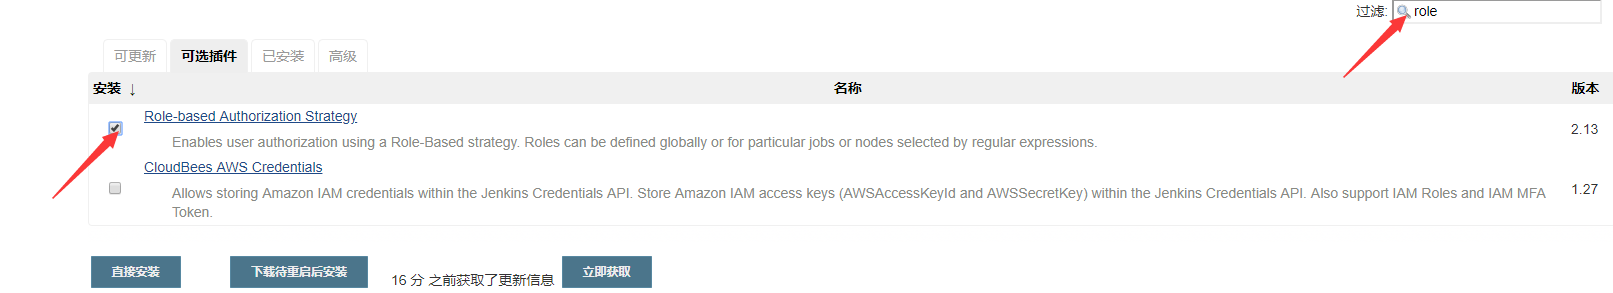 过滤: role
可更新 可选插件 已安装 高级
安装 ↓ 名称 版本
Role-based Authorization Strategy
Enables user authorization using a Role-Based strategy. Roles can be defined globally or for particular jobs or nodes selected by regular expressions.
2.13
CloudBees AWS Credentials
Allows storing Amazon IAM credentials within the Jenkins Credentials API. Store Amazon IAM access keys (AWSAccessKeyId and AWSSecretKey) within the Jenkins Credentials API. Also support IAM Roles and IAM MFA
Token.
1.27
直接安装 下载待重启后安装 16 分 之前获取了更新信息 立即获取